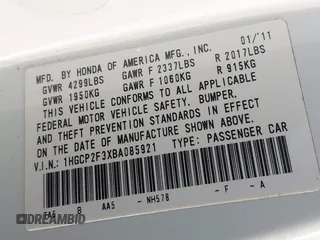 MFD. BY HONDA OF AMERICA MFG., INC. 01/'11
GVWR 4299LBS GAWR F 2337LBS R 2017LBS
GVWR 1950KG GAWR F 1060KG R 915KG
THIS VEHICLE CONFORMS TO ALL APPLICABLE
FEDERAL MOTOR VEHICLE SAFETY, BUMPER,
AND THEFT PREVENTION STANDARDS IN EFFECT
ON THE DATE OF MANUFACTURE SHOWN ABOVE.
V.I.N.: 1HGCP2F3XBA085921 TYPE: PASSENGER CAR
B AA5 - NH578 - F - A
DREAMBID